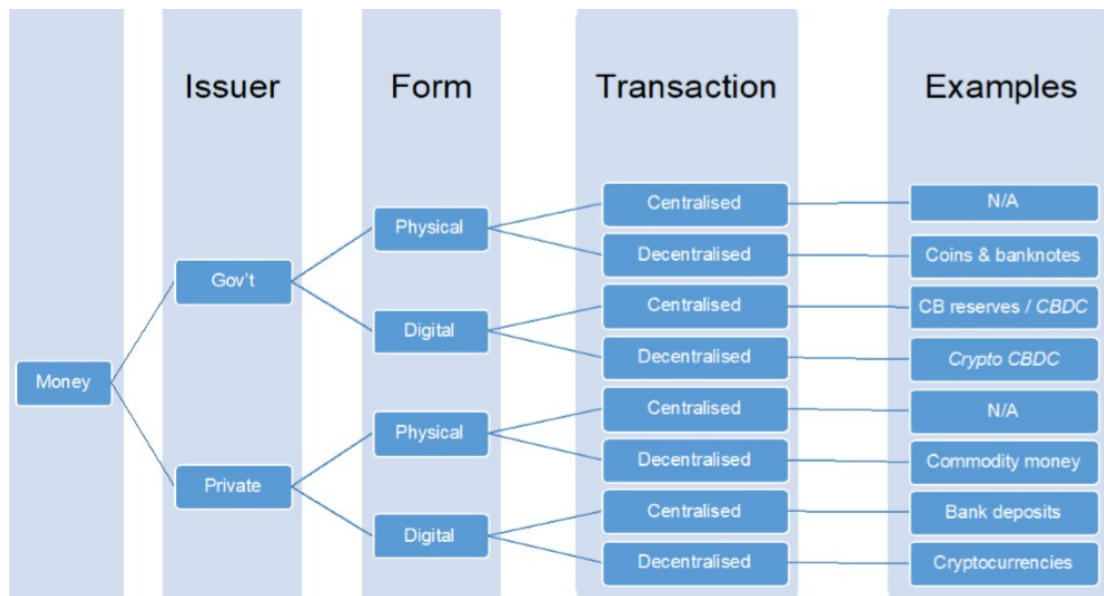 Issuer
Form
Transaction
Examples
Money
Gov't
Private
Physical
Digital
Physical
Digital
Centralised
Decentralised
Centralised
Decentralised
Centralised
Decentralised
Centralised
Decentralised
N/A
Coins & banknotes
CB reserves / CBDC
Crypto CBDC
N/A
Commodity money
Bank deposits
Cryptocurrencies